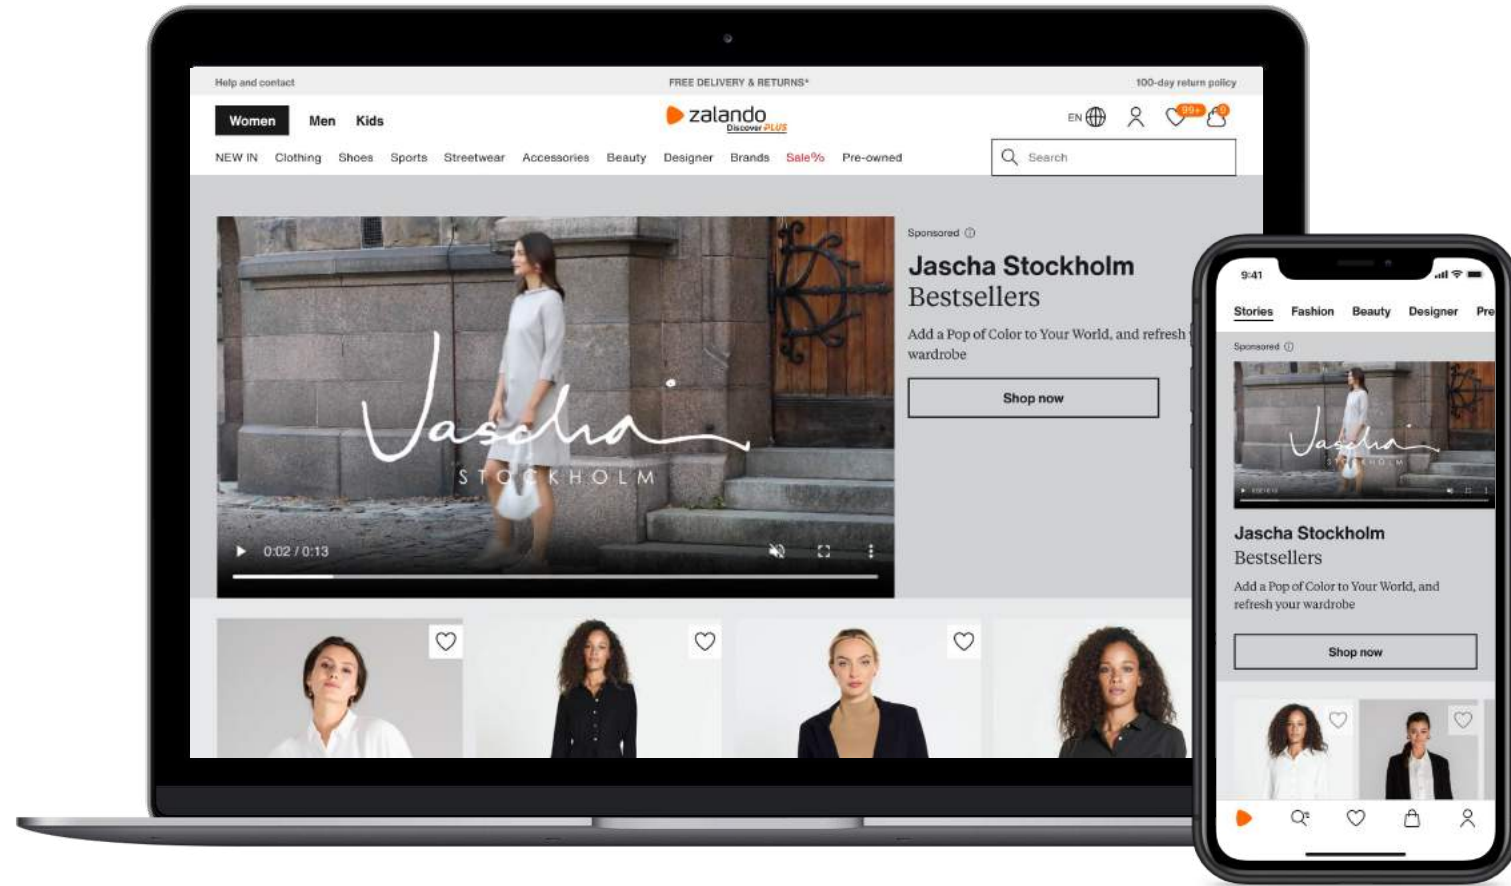 Help and contact
FREE DELIVERY & RETURNS*
100-day return policy
Women Men Kids
zalando
Discover PLUS
EN
99+
9
NEW IN Clothing Shoes Sports Streetwear Accessories Beauty Designer Brands Sale% Pre-owned
Search
Jascha
STOCKHOLM
0:02 / 0:13
Sponsored
Jascha Stockholm
Bestsellers
Add a Pop of Color to Your World, and refresh
wardrobe
Shop now
9:41
Stories Fashion Beauty Designer Pre
Sponsored
Jascha
STOCKHOLM
Jascha Stockholm
Bestsellers
Add a Pop of Color to Your World, and
refresh your wardrobe
Shop now